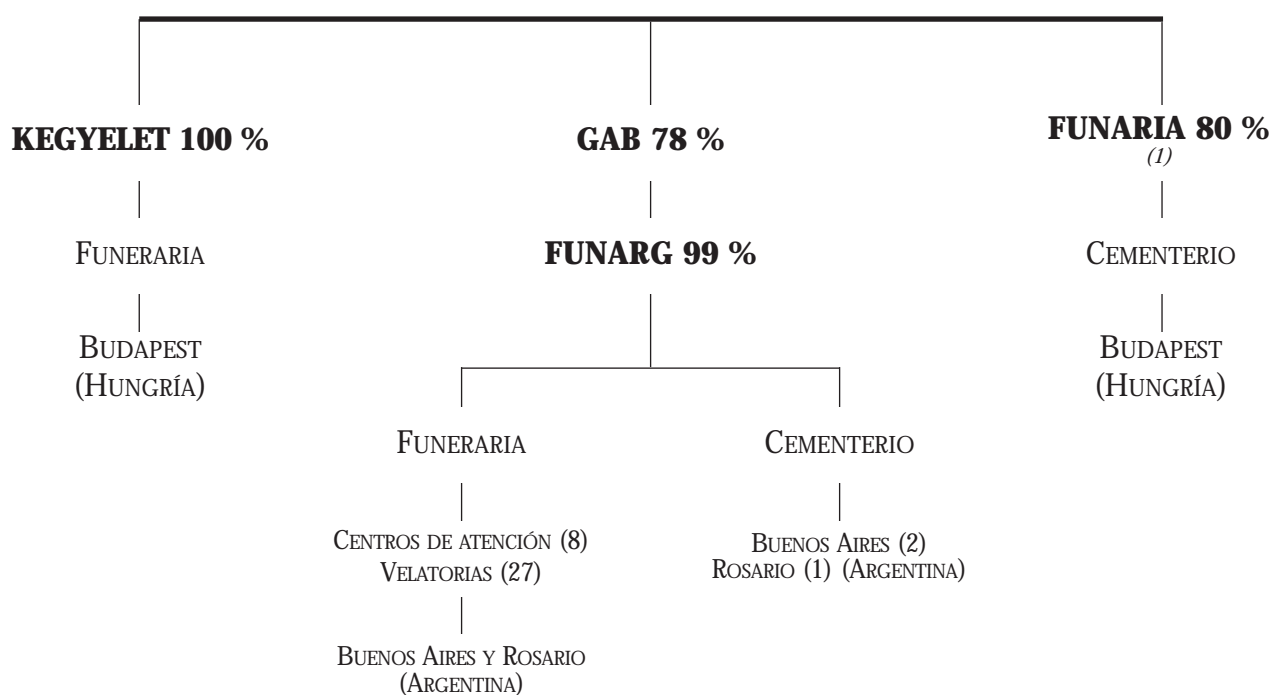 KEGYELET 100 %
GAB 78 %
FUNARIA 80 %
(1)
FUNERARIA
FUNARG 99 %
CEMENTERIO
BUDAPEST
(HUNGRÍA)
BUDAPEST
(HUNGRÍA)
FUNERARIA
CEMENTERIO
CENTROS DE ATENCIÓN (8)
VELATORIAS (27)
BUENOS AIRES (2)
ROSARIO (1) (ARGENTINA)
BUENOS AIRES Y ROSARIO
(ARGENTINA)